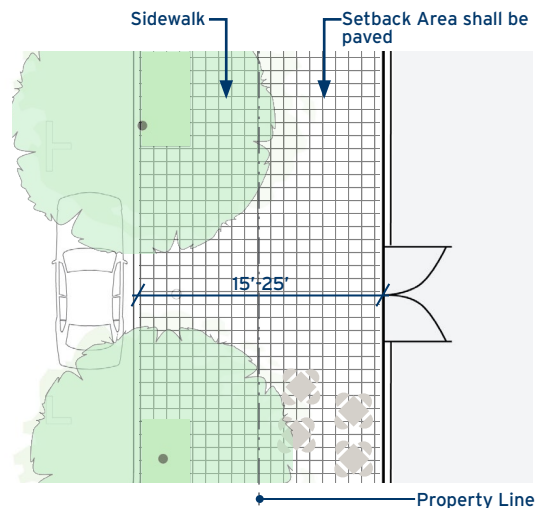 Sidewalk
Setback Area shall be
paved
15'-25'
Property Line